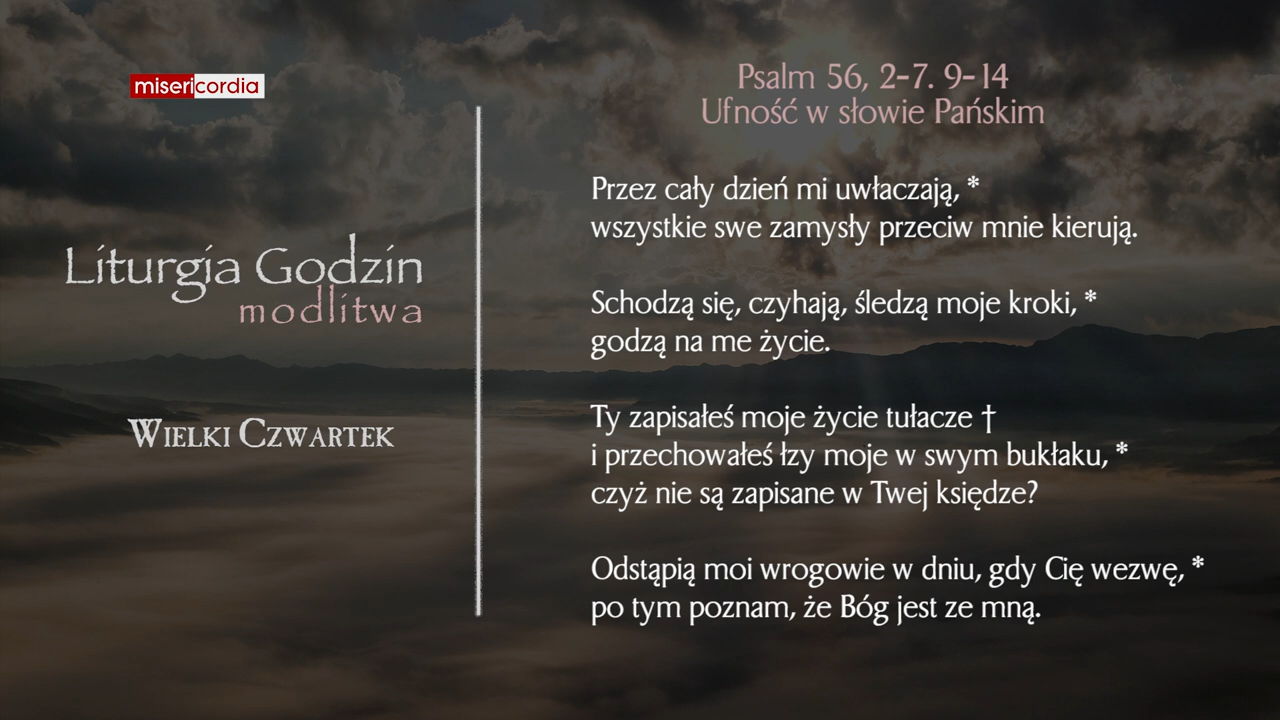 misericordia
Liturgia Godzin
modlitwa
Wielki Czwartek
Psalm 56, 2-7. 9-14
Ufność w słowie Pańskim
Przez cały dzień mi uwłaczają, *
wszystkie swe zamysły przeciw mnie kierują.
Schodzą się, czyhają, śledzą moje kroki, *
godzą na me życie.
Ty zapisałeś moje życie tułacze †
i przechowałeś łzy moje w swym bukłaku, *
czyż nie są zapisane w Twej księdze?
Odstąpią moi wrogowie w dniu, gdy Cię wezwę, *
po tym poznam, że Bóg jest ze mną.